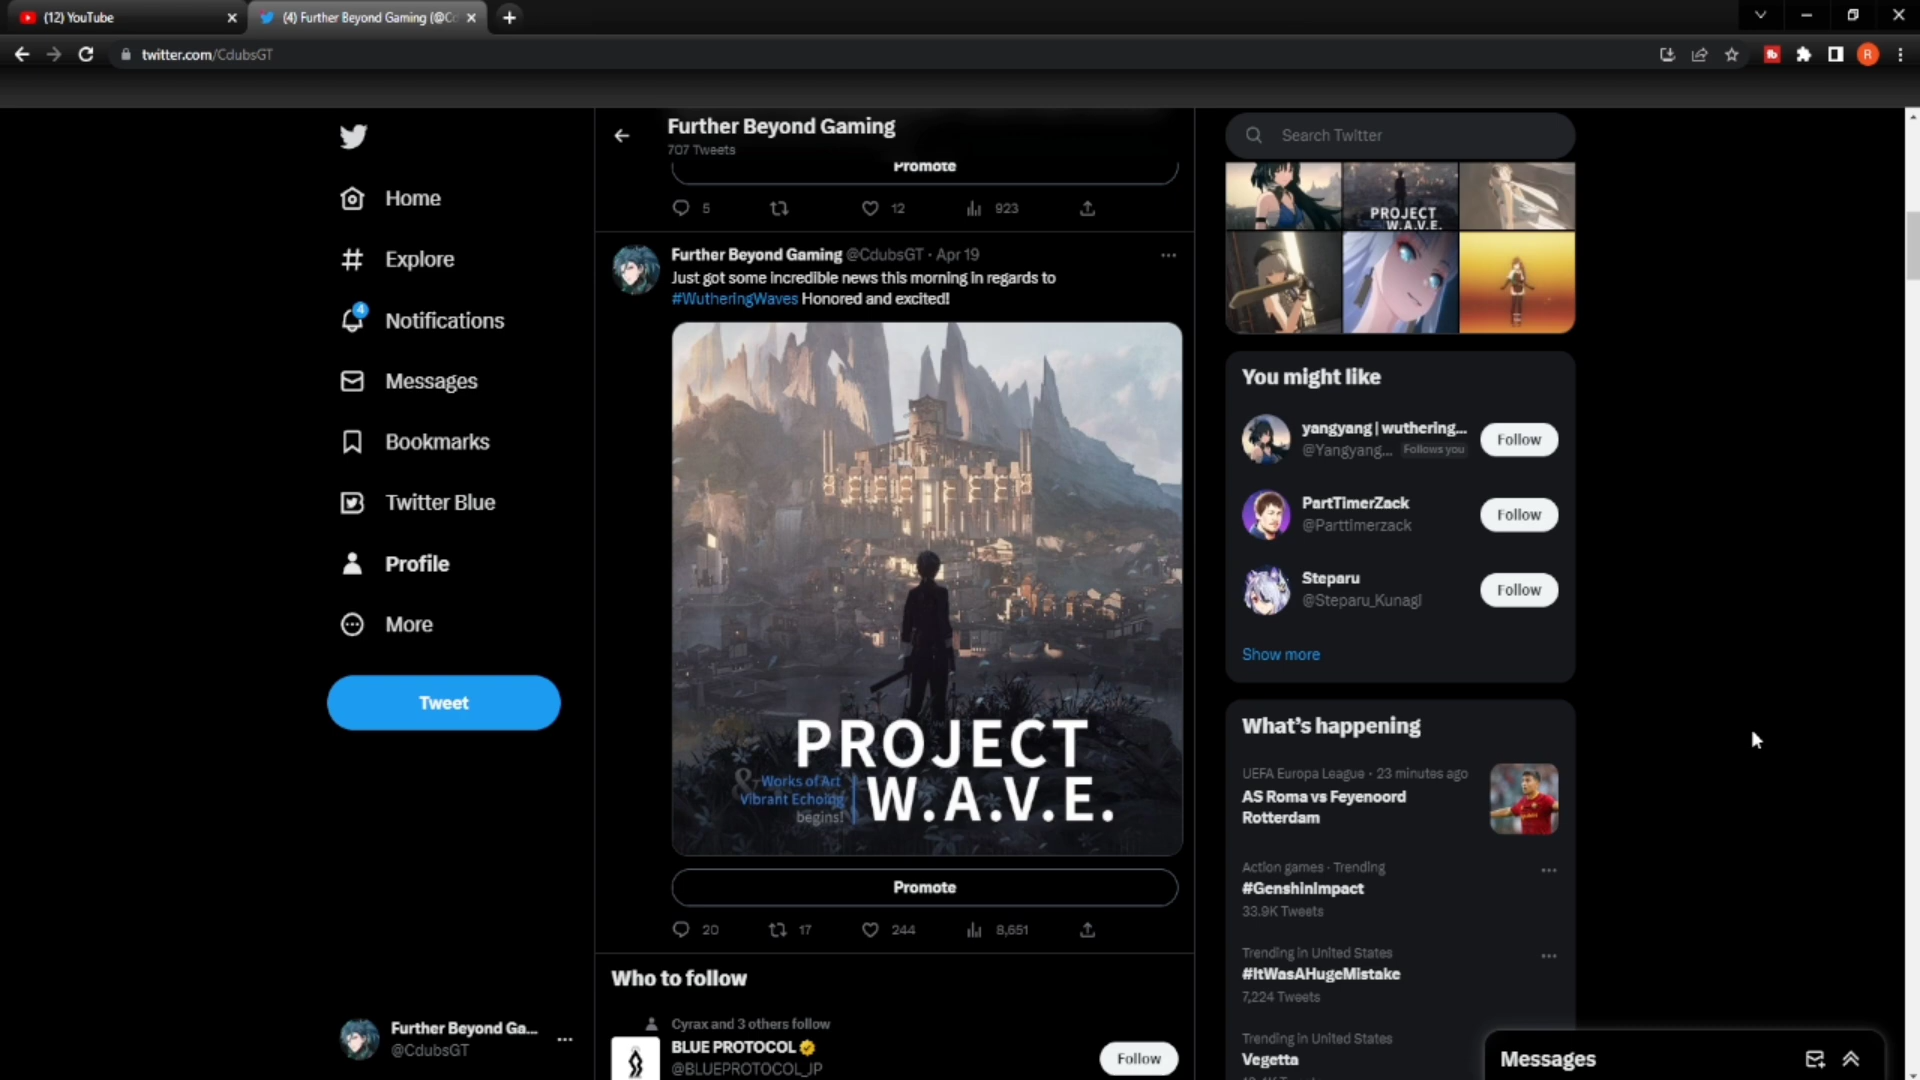 (12) YouTube
(4) Further Beyond Gaming (@Cd
twitter.com/CdubsGT
Home
Explore
4
Notifications
Messages
Bookmarks
Twitter Blue
Profile
More
Tweet
Further Beyond Ga...
@CdubsGT
Further Beyond Gaming
707 Tweets
Promote
5
12
923
Further Beyond Gaming @CdubsGT · Apr 19
Just got some incredible news this morning in regards to
#WutheringWaves Honored and excited!
PROJECT
W.A.V.E.
& Works of Art
Vibrant Echoing
begins!
Promote
20
17
244
8,651
Who to follow
Cyrax and 3 others follow
BLUE PROTOCOL
@BLUEPROTOCOL_JP
Follow
Search Twitter
PROJECT
W.A.V.E.
You might like
yangyang | wuthering...
@Yangyang... Follows you
Follow
PartTimerZack
@Parttimerzack
Follow
Steparu
@Steparu_Kunagi
Follow
Show more
What's happening
UEFA Europa League · 23 minutes ago
AS Roma vs Feyenoord
Rotterdam
Action games · Trending
#GenshinImpact
33.9K Tweets
Trending in United States
#ItWasAHugeMistake
7,224 Tweets
Trending in United States
Vegetta
Messages
R